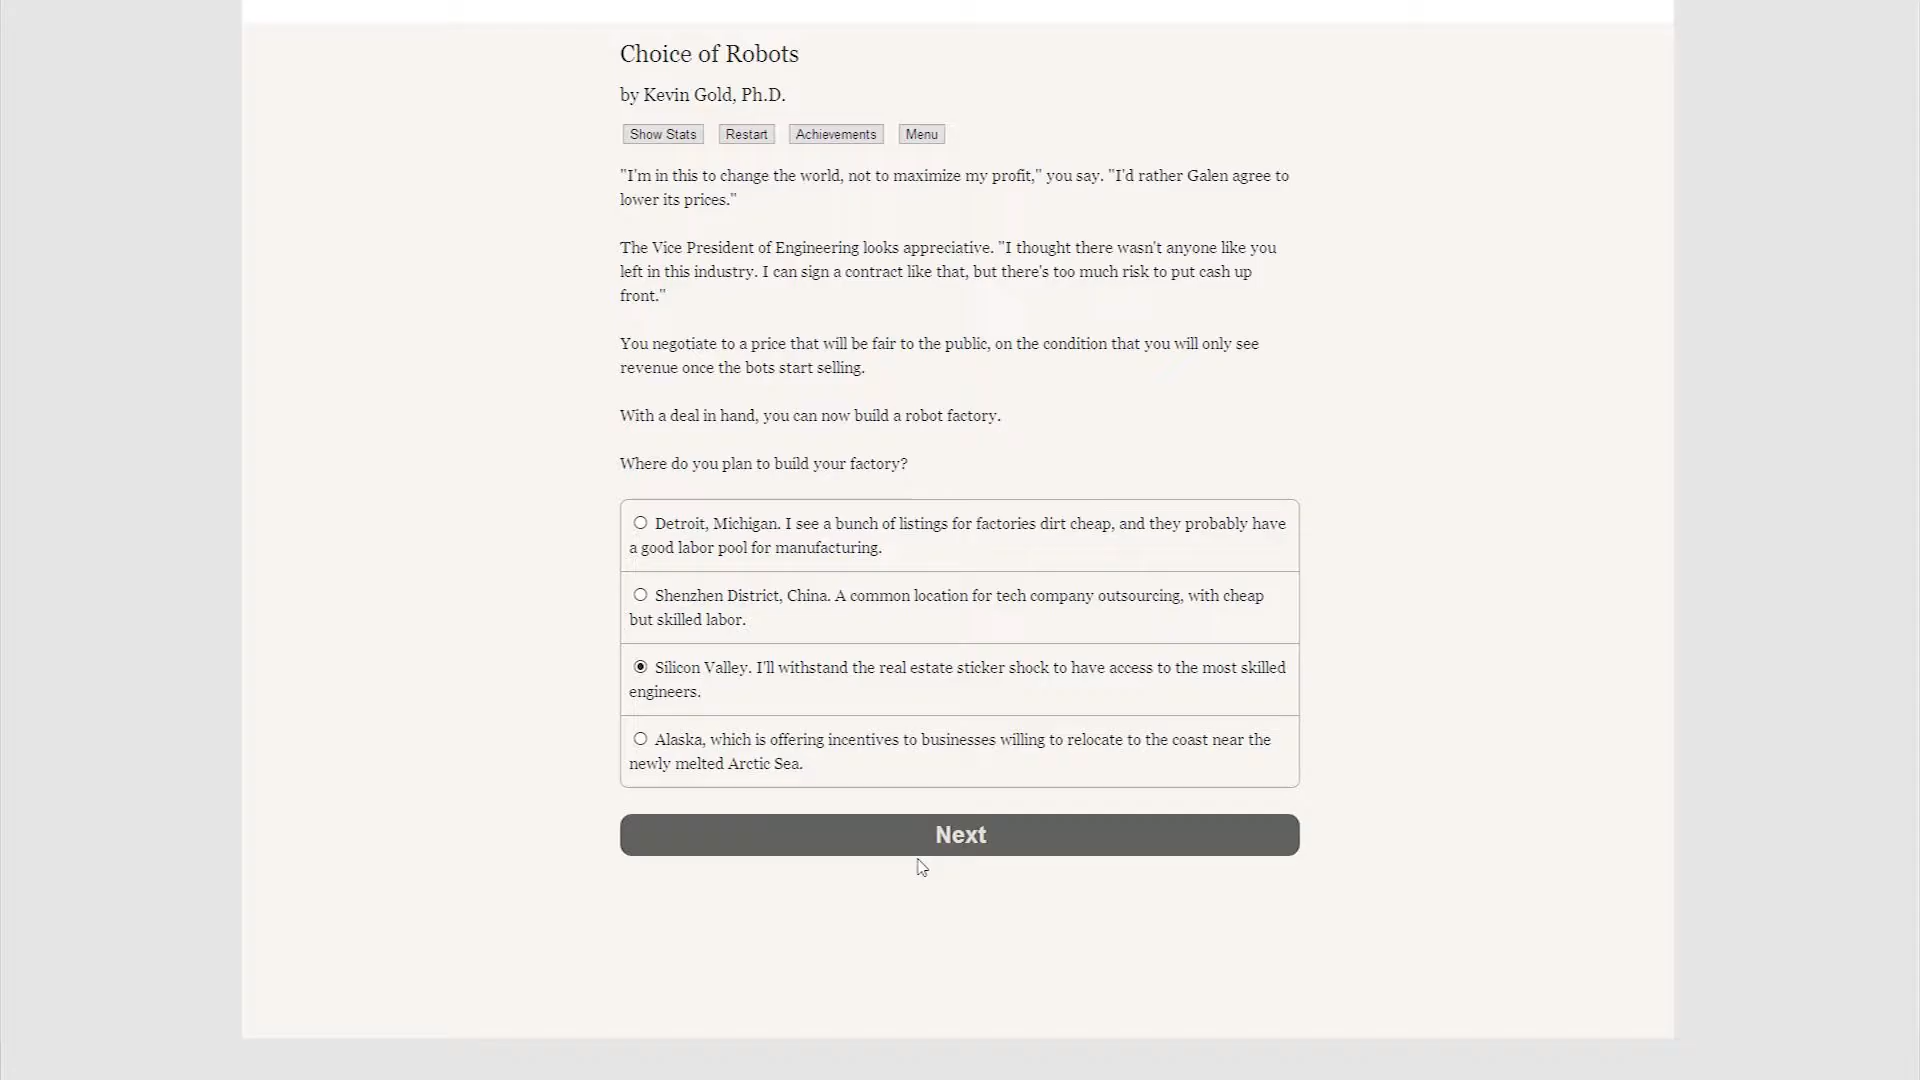 Choice of Robots
by Kevin Gold, Ph.D.
Show Stats Restart Achievements Menu
"I'm in this to change the world, not to maximize my profit," you say. "I'd rather Galen agree to
lower its prices."
The Vice President of Engineering looks appreciative. "I thought there wasn't anyone like you
left in this industry. I can sign a contract like that, but there's too much risk to put cash up
front."
You negotiate to a price that will be fair to the public, on the condition that you will only see
revenue once the bots start selling.
With a deal in hand, you can now build a robot factory.
Where do you plan to build your factory?
Detroit, Michigan. I see a bunch of listings for factories dirt cheap, and they probably have
a good labor pool for manufacturing.
Shenzhen District, China. A common location for tech company outsourcing, with cheap
but skilled labor.
Silicon Valley. I'll withstand the real estate sticker shock to have access to the most skilled
engineers.
Alaska, which is offering incentives to businesses willing to relocate to the coast near the
newly melted Arctic Sea.
Next